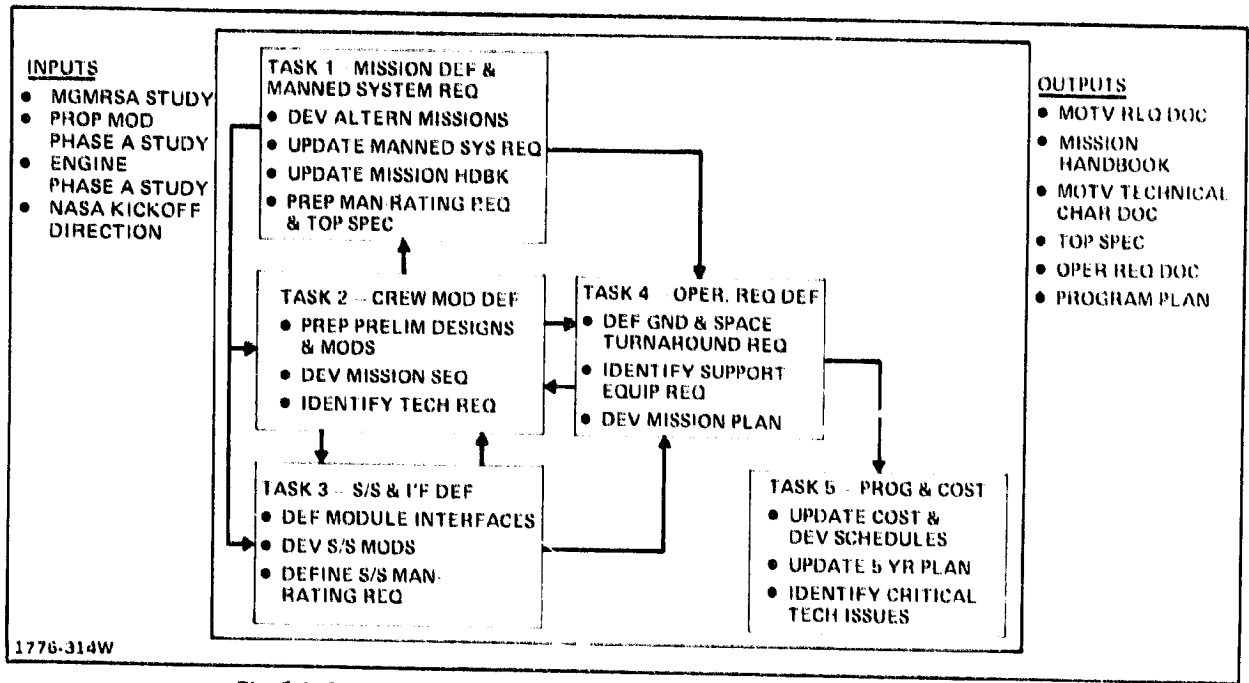 INPUTS
● MGMRSA STUDY
● PROP MOD
PHASE A STUDY
● ENGINE
PHASE A STUDY
● NASA KICKOFF
DIRECTION
TASK 1 – MISSION DEF &
MANNED SYSTEM REQ
● DEV ALTERN MISSIONS
● UPDATE MANNED SYS REQ
● UPDATE MISSION HDBK
● PREP MAN-RATING REQ
& TOP SPEC
TASK 2 – CREW MOD DEF
● PREP PRELIM DESIGNS
& MODS
● DEV MISSION SEQ
● IDENTIFY TECH REQ
TASK 3 – S/S & I'F DEF
● DEF MODULE INTERFACES
● DEV S/S MODS
● DEFINE S/S MAN-
RATING REQ
TASK 4 – OPER. REQ DEF
● DEF GND & SPACE
TURNAROUND REQ
● IDENTIFY SUPPORT
EQUIP REQ
● DEV MISSION PLAN
TASK 5 – PROG & COST
● UPDATE COST &
DEV SCHEDULES
● UPDATE 5 YR PLAN
● IDENTIFY CRITICAL
TECH ISSUES
OUTPUTS
● MOTV REQ DOC
● MISSION
HANDBOOK
● MOTV TECHNICAL
CHAR DOC
● TOP SPEC
● OPER REQ DOC
● PROGRAM PLAN
1776-314W